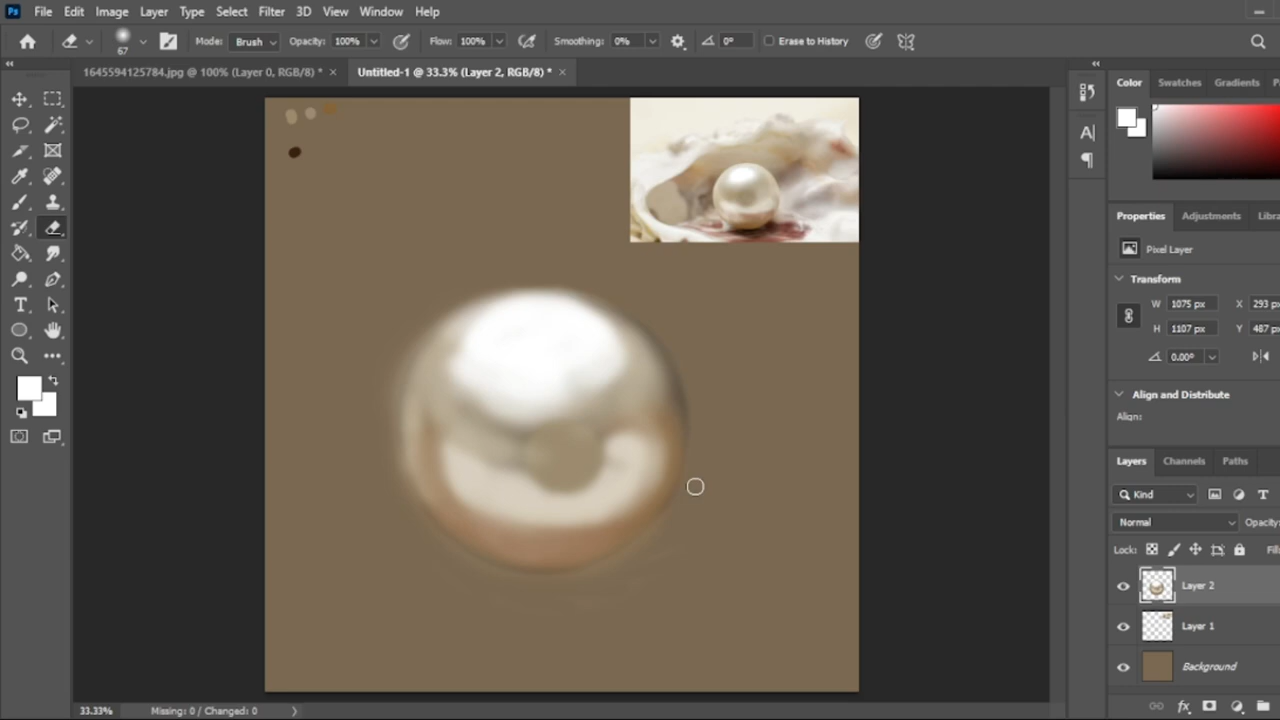 Ps File Edit Image Layer Type Select Filter 3D View Window Help
67 Mode: Brush Opacity: 100% Flow: 100% Smoothing: 0% 0° Erase to History
1645594125784.jpg @ 100% (Layer 0, RGB/8) * × Untitled-1 @ 33.3% (Layer 2, RGB/8) * ×
Color Swatches Gradients
Properties Adjustments
Pixel Layer
Transform
W 1075 px X 293
H 1107 px Y 487
0.00°
Align and Distribute
Align:
Layers Channels Paths
Kind
Normal Opacity:
Lock:
Layer 2
Layer 1
Background
33.33% Missing: 0 / Changed: 0